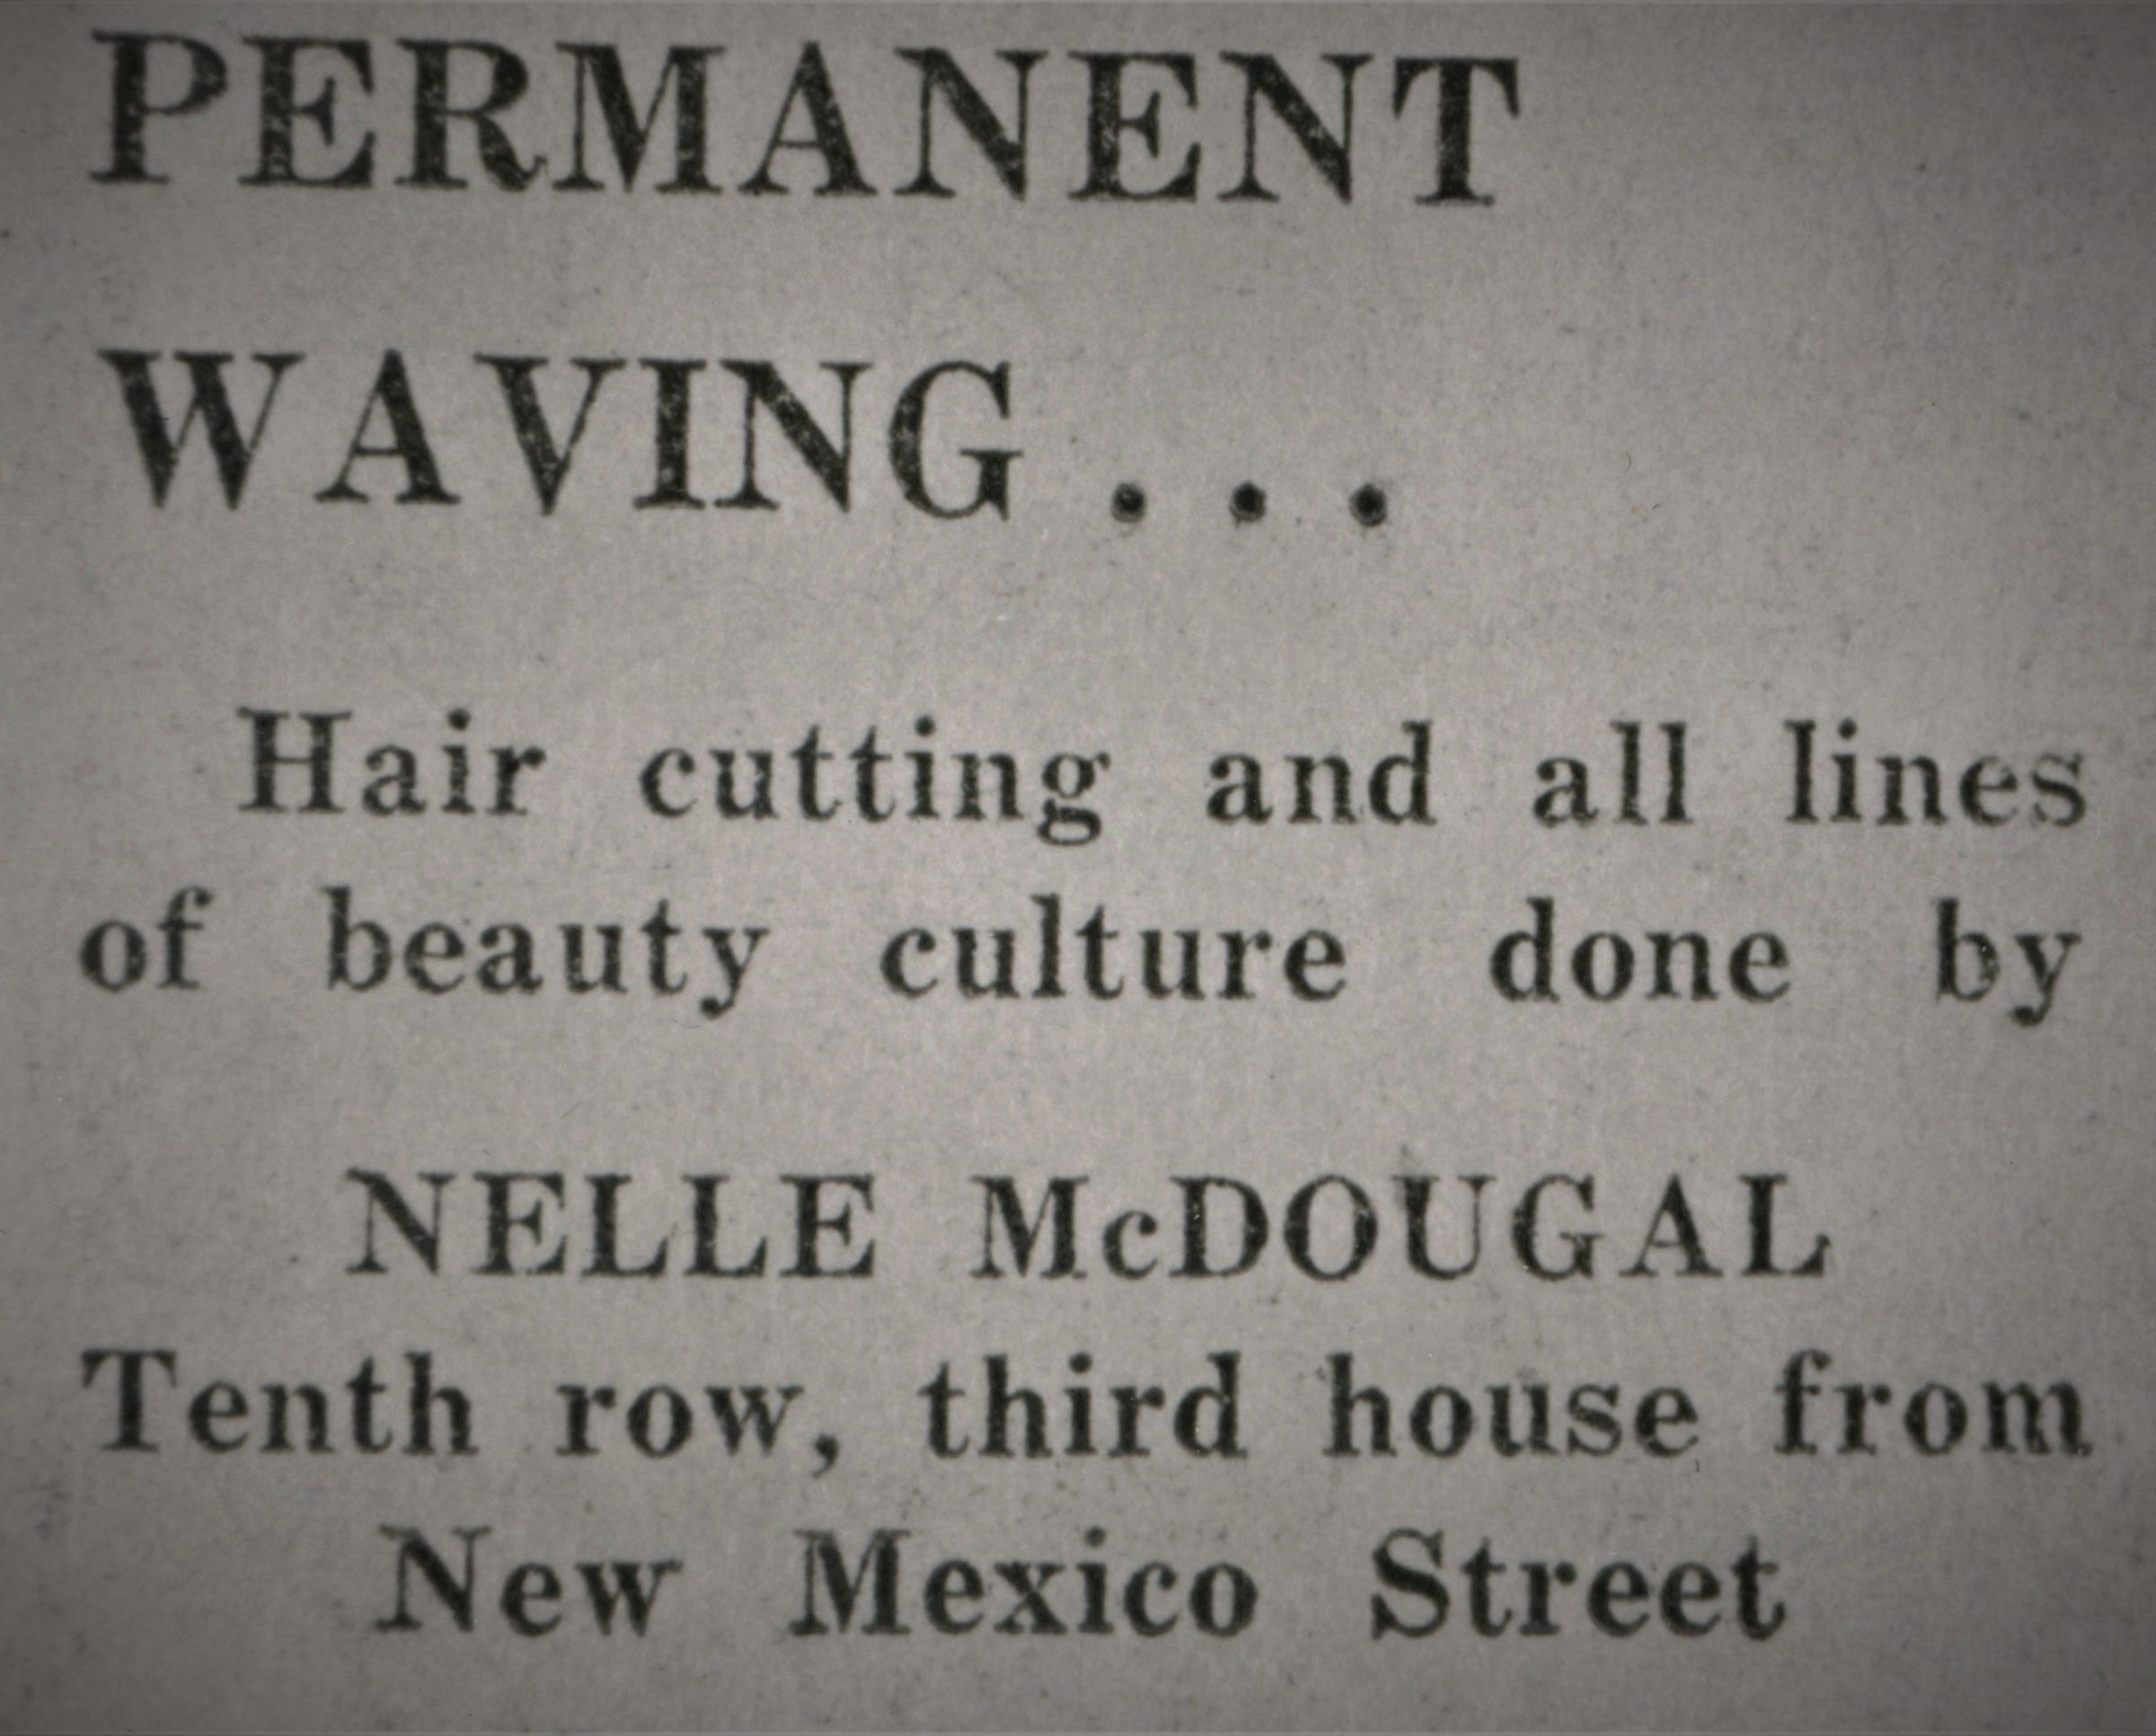 PERMANENT
WAVING . . .
Hair cutting and all lines
of beauty culture done by
NELLE McDOUGAL
Tenth row, third house from
New Mexico Street